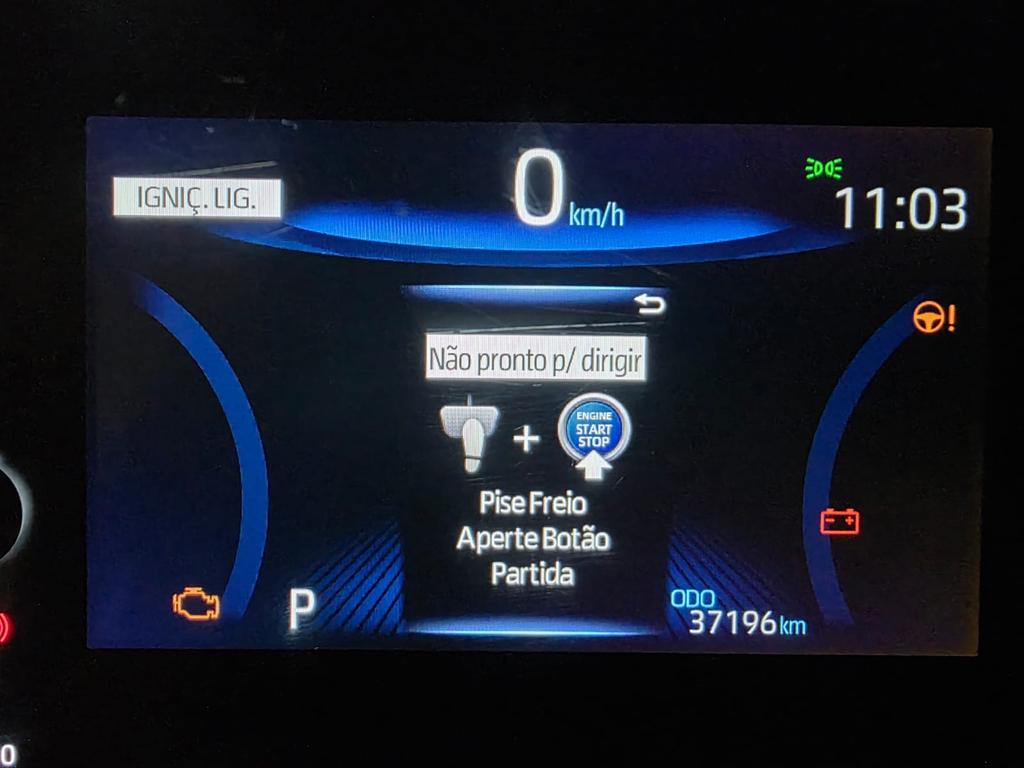 IGNIÇ. LIG.
0 km/h
11:03
Não pronto p/ dirigir
+
ENGINE
START
STOP
Pise Freio
Aperte Botão
Partida
P
ODO
37196 km
0